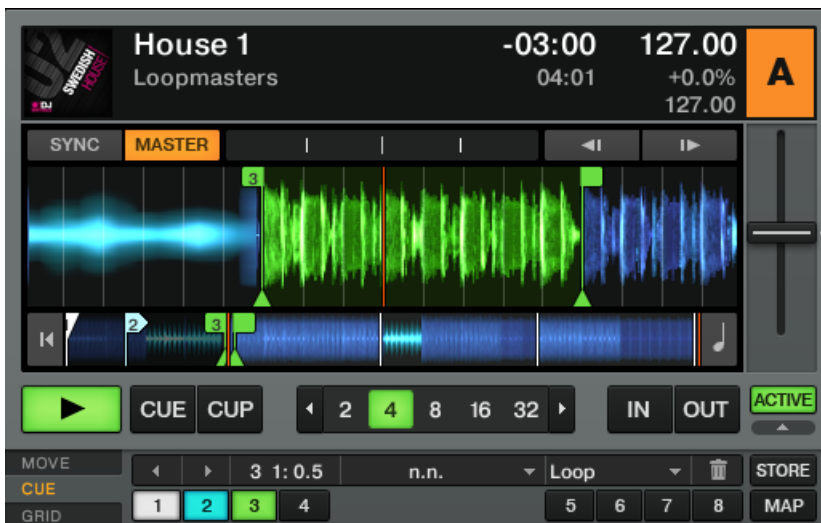 02
SWEDISH
HOUSE
DJ
House 1
-03:00
127.00
Loopmasters
04:01
+0.0%
127.00
A
SYNC
MASTER
3
2
3
CUE
CUP
2
4
8
16
32
IN
OUT
ACTIVE
MOVE
CUE
GRID
3 1: 0.5
n.n.
Loop
STORE
1
2
3
4
5
6
7
8
MAP